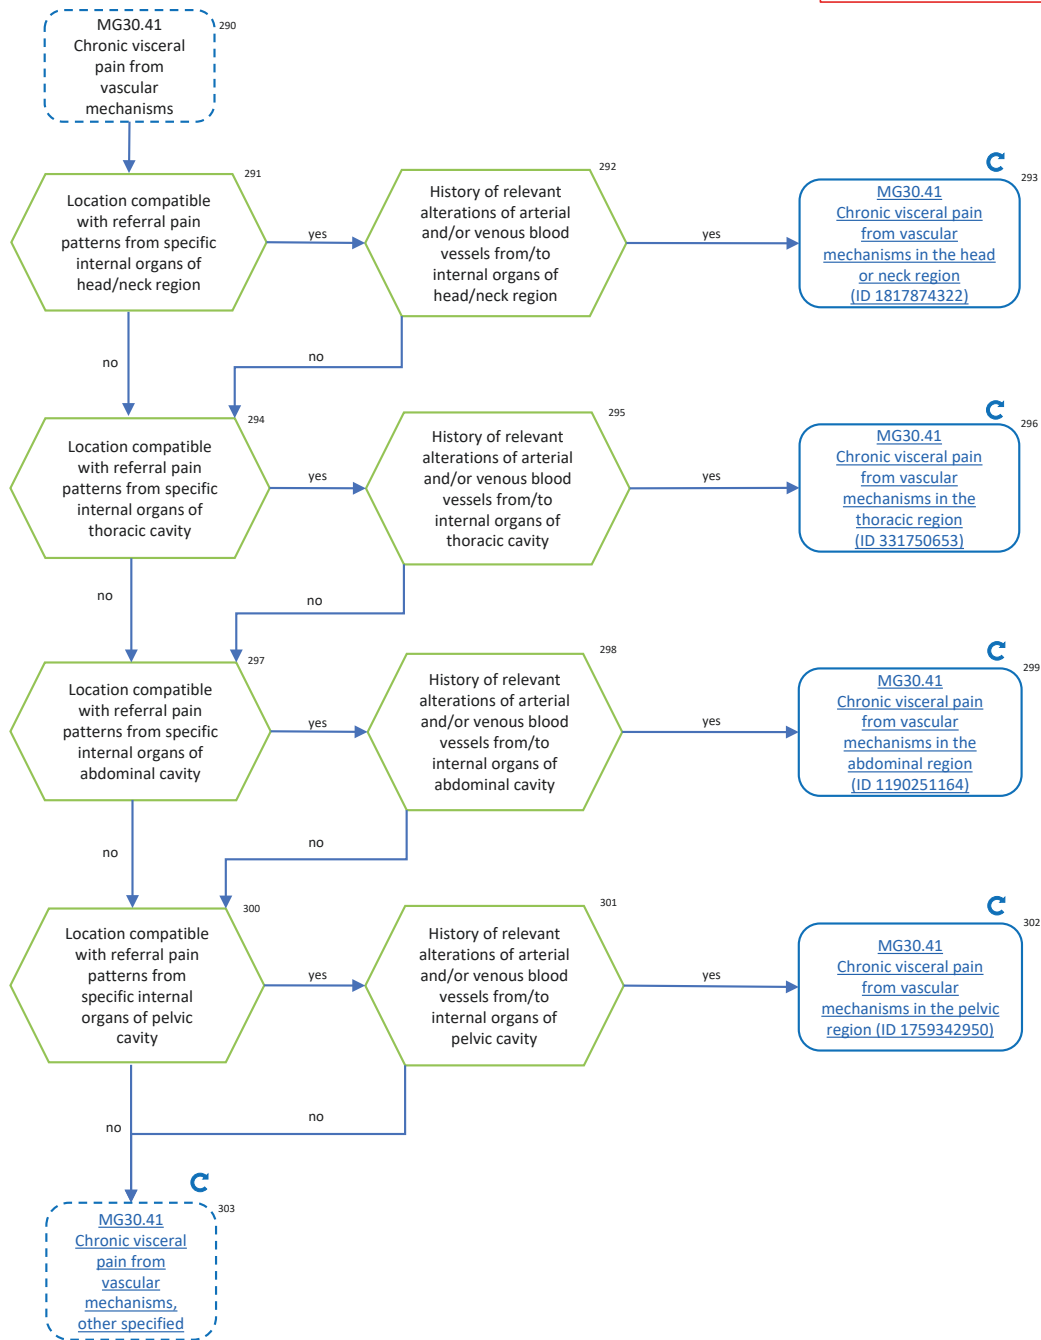 MG30.41
Chronic visceral
pain from
vascular
mechanisms
290
Location compatible
with referral pain
patterns from specific
internal organs of
head/neck region
291
yes
History of relevant
alterations of arterial
and/or venous blood
vessels from/to
internal organs of
head/neck region
292
yes
MG30.41
Chronic visceral pain
from vascular
mechanisms in the head
or neck region
(ID 1817874322)
293
no
no
Location compatible
with referral pain
patterns from specific
internal organs of
thoracic cavity
294
yes
History of relevant
alterations of arterial
and/or venous blood
vessels from/to
internal organs of
thoracic cavity
295
yes
MG30.41
Chronic visceral pain
from vascular
mechanisms in the
thoracic region
(ID 331750653)
296
no
no
Location compatible
with referral pain
patterns from specific
internal organs of
abdominal cavity
297
yes
History of relevant
alterations of arterial
and/or venous blood
vessels from/to
internal organs of
abdominal cavity
298
yes
MG30.41
Chronic visceral pain
from vascular
mechanisms in the
abdominal region
(ID 1190251164)
299
no
no
Location compatible
with referral pain
patterns from
specific internal
organs of pelvic
cavity
300
yes
History of relevant
alterations of arterial
and/or venous blood
vessels from/to
internal organs of
pelvic cavity
301
yes
MG30.41
Chronic visceral pain
from vascular
mechanisms in the pelvic
region (ID 1759342950)
302
no
no
MG30.41
Chronic visceral
pain from
vascular
mechanisms,
other specified
303